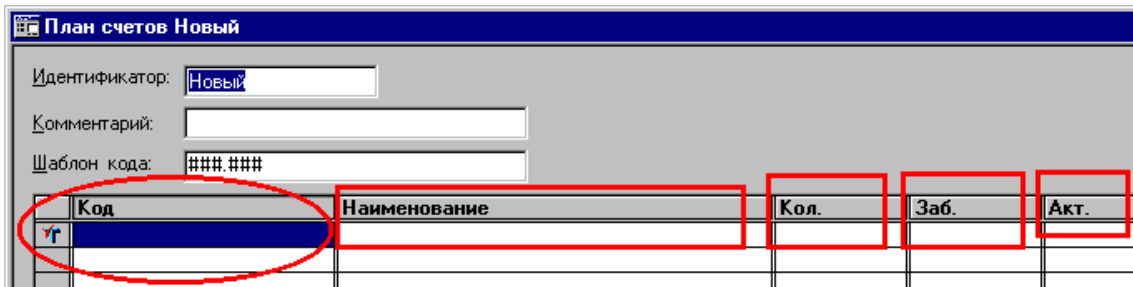 План счетов Новый
Идентификатор: Новый
Комментарий:
Шаблон кода: ###.###
Код Наименование Кол. Заб. Акт.